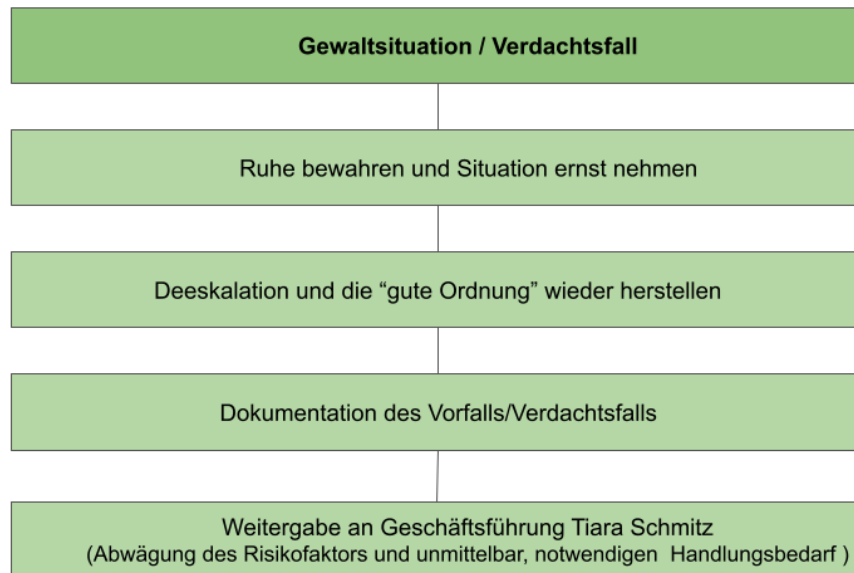 Gewaltsituation / Verdachtsfall
Ruhe bewahren und Situation ernst nehmen
Deeskalation und die “gute Ordnung” wieder herstellen
Dokumentation des Vorfalls/Verdachtsfalls
Weitergabe an Geschäftsführung Tiara Schmitz
(Abwägung des Risikofaktors und unmittelbar, notwendigen  Handlungsbedarf )